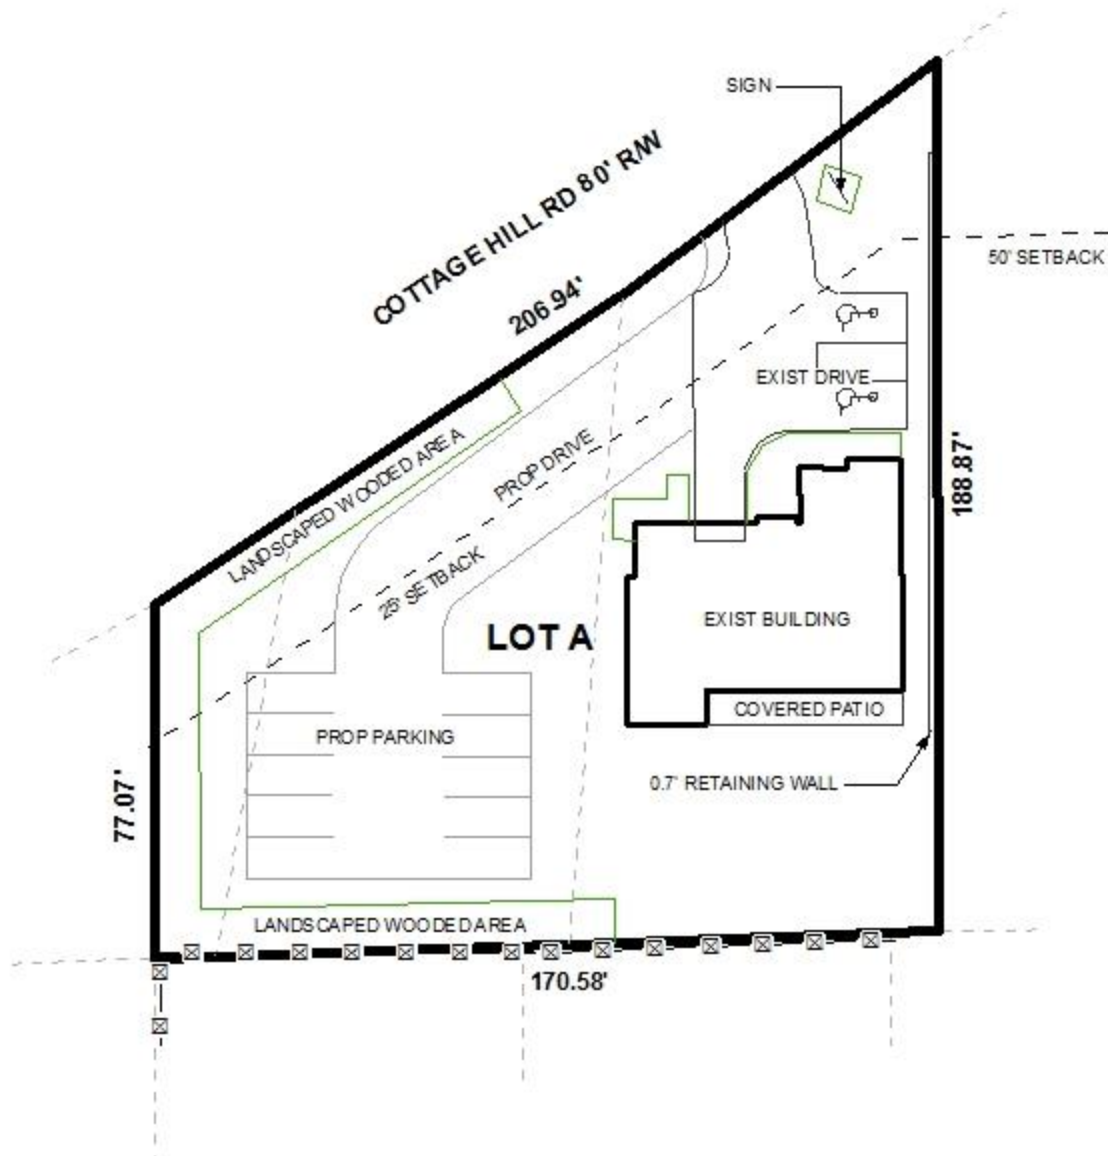 SIGN
COTTAGE HILL RD 80' R/W
206.94'
50' SETBACK
EXIST DRIVE
LANDSCAPED WOODED AREA
PROP DRIVE
188.87'
25' SETBACK
LOT A
EXIST BUILDING
COVERED PATIO
PROP PARKING
0.7' RETAINING WALL
77.07'
LANDSCAPED WOODED AREA
170.58'